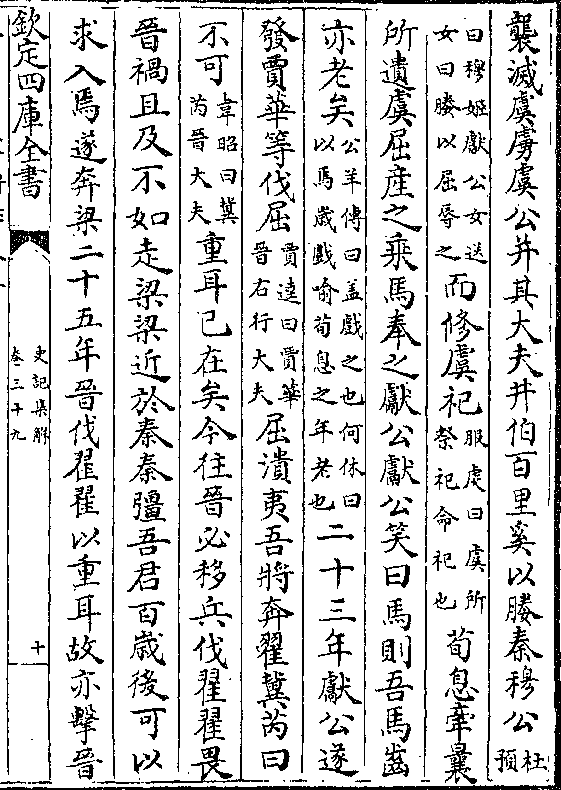 襲滅虞虜虞公并其大夫井伯百里奚以媵秦穆公杜預
曰穆姬獻公女送女曰媵以屈辱之而修虞祀服虔曰虞所祭祀命祀也荀息牽曩
所遺虞屈產之乘馬奉之獻公獻公笑曰馬則吾馬齒
亦老矣公羊傳曰盖戲之也何休曰以馬歳戲喻荀息之年老也二十三年獻公遂
發賈華等伐屈賈逵曰賈華晉右行大夫屈潰夷吾將奔翟冀芮曰
不可韋昭曰冀芮晉大夫重耳已在矣今往晉必移兵伐翟翟畏
晉禍且及不如走梁梁近於秦秦彊吾君百歳後可以
求入焉遂奔梁二十五年晉伐翟翟以重耳故亦擊晉
欽定四庫全書
史記集解
卷三十九
十